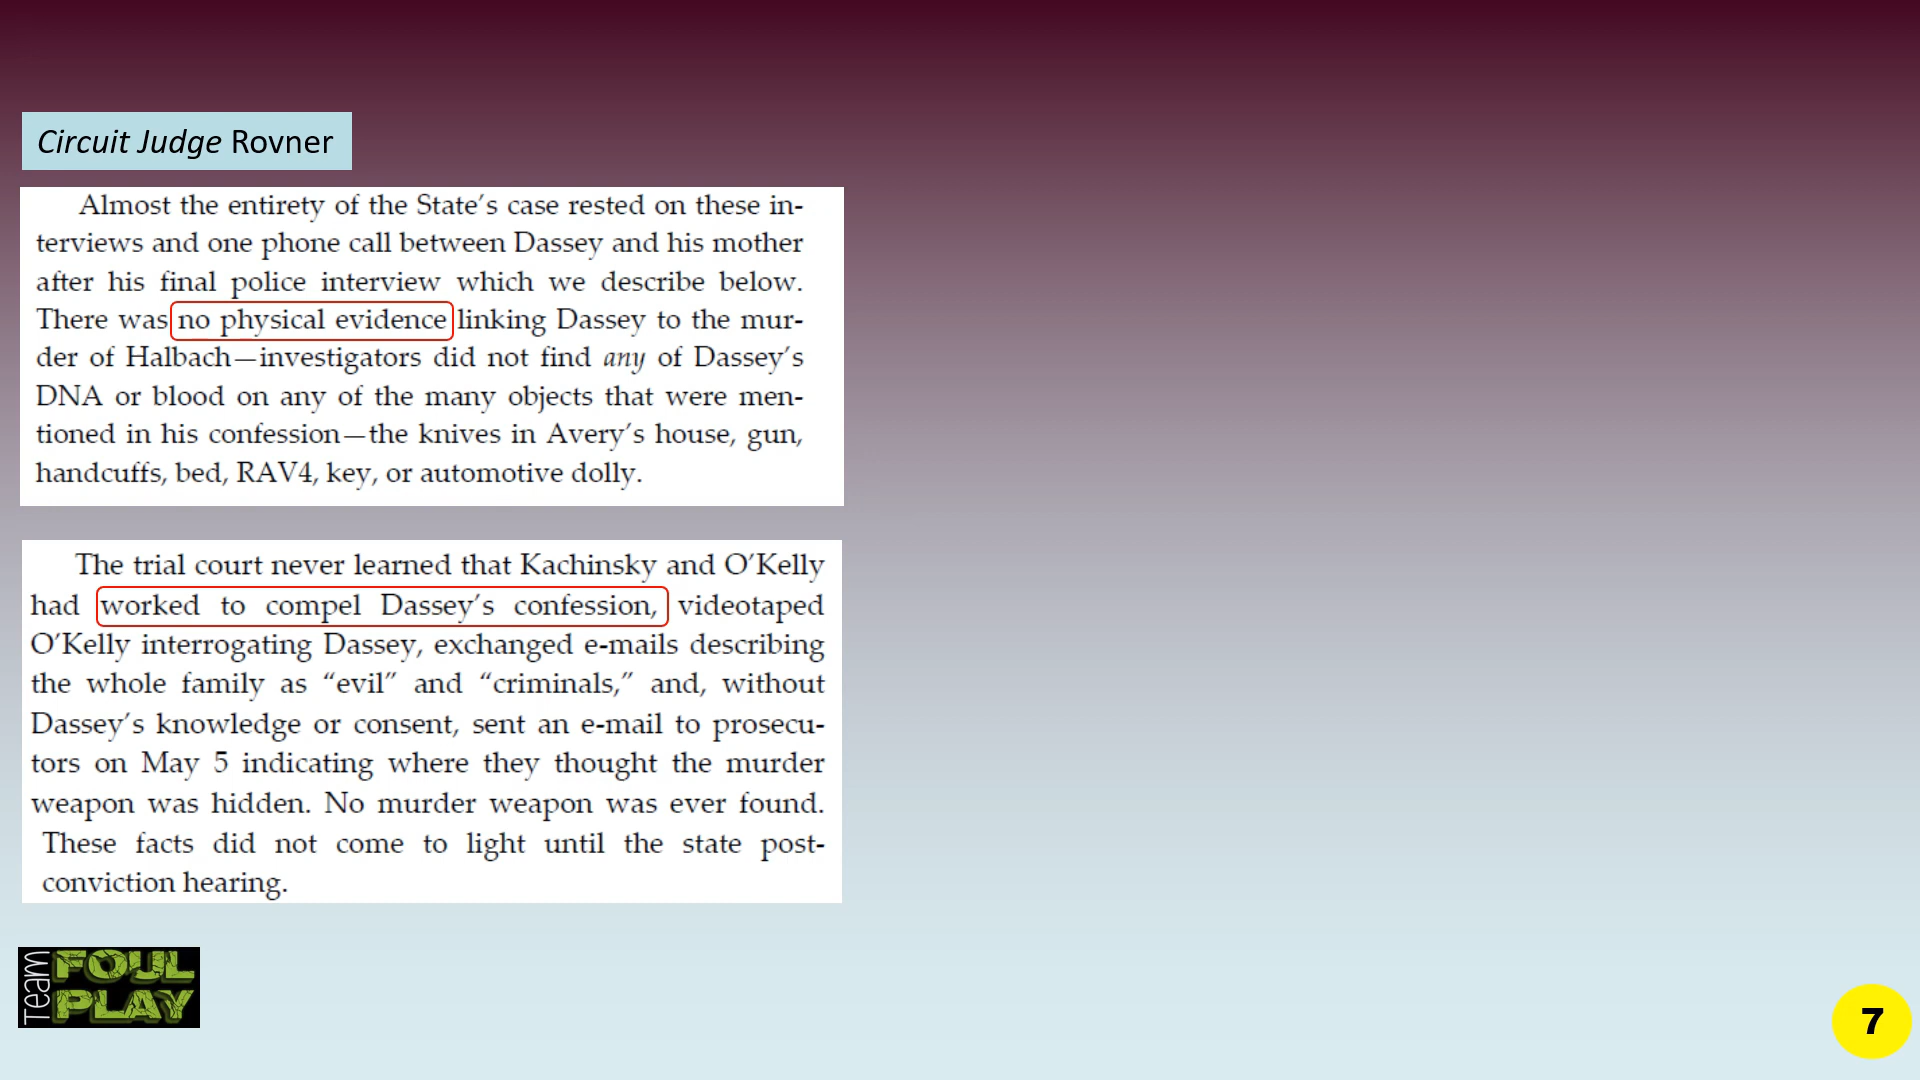 Circuit Judge Rovner
Almost the entirety of the State's case rested on these in-
terviews and one phone call between Dassey and his mother
after his final police interview which we describe below.
There was no physical evidence linking Dassey to the mur-
der of Halbach—investigators did not find any of Dassey's
DNA or blood on any of the many objects that were men-
tioned in his confession—the knives in Avery's house, gun,
handcuffs, bed, RAV4, key, or automotive dolly.
The trial court never learned that Kachinsky and O'Kelly
had worked to compel Dassey's confession, videotaped
O'Kelly interrogating Dassey, exchanged e-mails describing
the whole family as “evil” and “criminals,” and, without
Dassey's knowledge or consent, sent an e-mail to prosecu-
tors on May 5 indicating where they thought the murder
weapon was hidden. No murder weapon was ever found.
These facts did not come to light until the state post-
conviction hearing.
Team
FOUL
PLAY
7